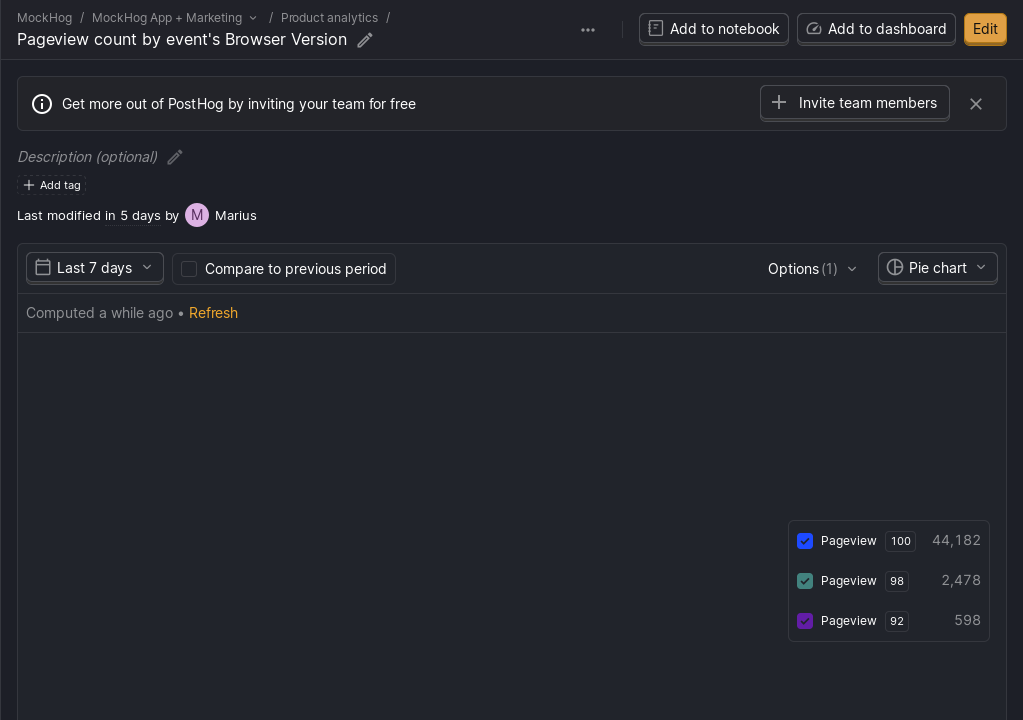 MockHog / MockHog App + Marketing / Product analytics /
Pageview count by event's Browser Version
Add to notebook
Add to dashboard
Edit
Get more out of PostHog by inviting your team for free
Invite team members
Description (optional)
Add tag
Last modified in 5 days by M Marius
Last 7 days
Compare to previous period
Options (1)
Pie chart
Computed a while ago • Refresh
Pageview 100 44,182
Pageview 98 2,478
Pageview 92 598